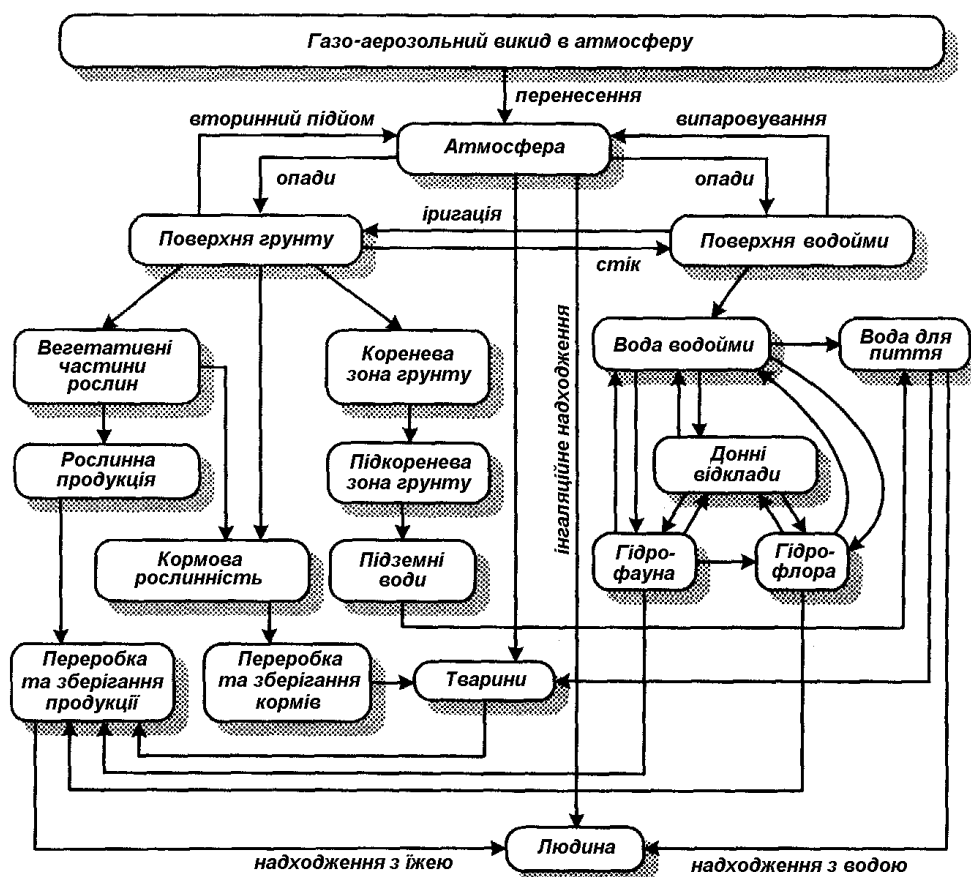 Газо-аерозольний викид в атмосферу
перенесення
вторинний підйом
випаровування
Атмосфера
опади
опади
іригація
Поверхня грунту
Поверхня водойми
стік
інгаляційне надходження
Вегетативні
частини
рослин
Коренева
зона грунту
Вода водойми
Вода для
пиття
Рослинна
продукція
Підкоренева
зона грунту
Донні
відклади
Кормова
рослинність
Підземні
води
Гідро-
фауна
Гідро-
флора
Переробка
та зберігання
продукції
Переробка
та зберігання
кормів
Тварини
Людина
надходження з їжею
надходження з водою